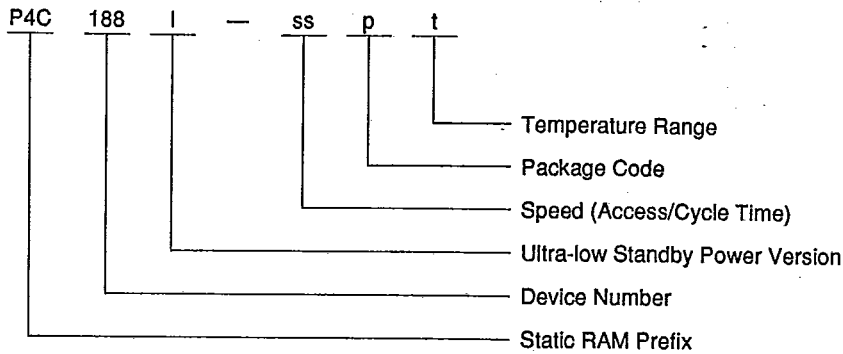 P4C 188 l — ss p t
Temperature Range
Package Code
Speed (Access/Cycle Time)
Ultra-low Standby Power Version
Device Number
Static RAM Prefix